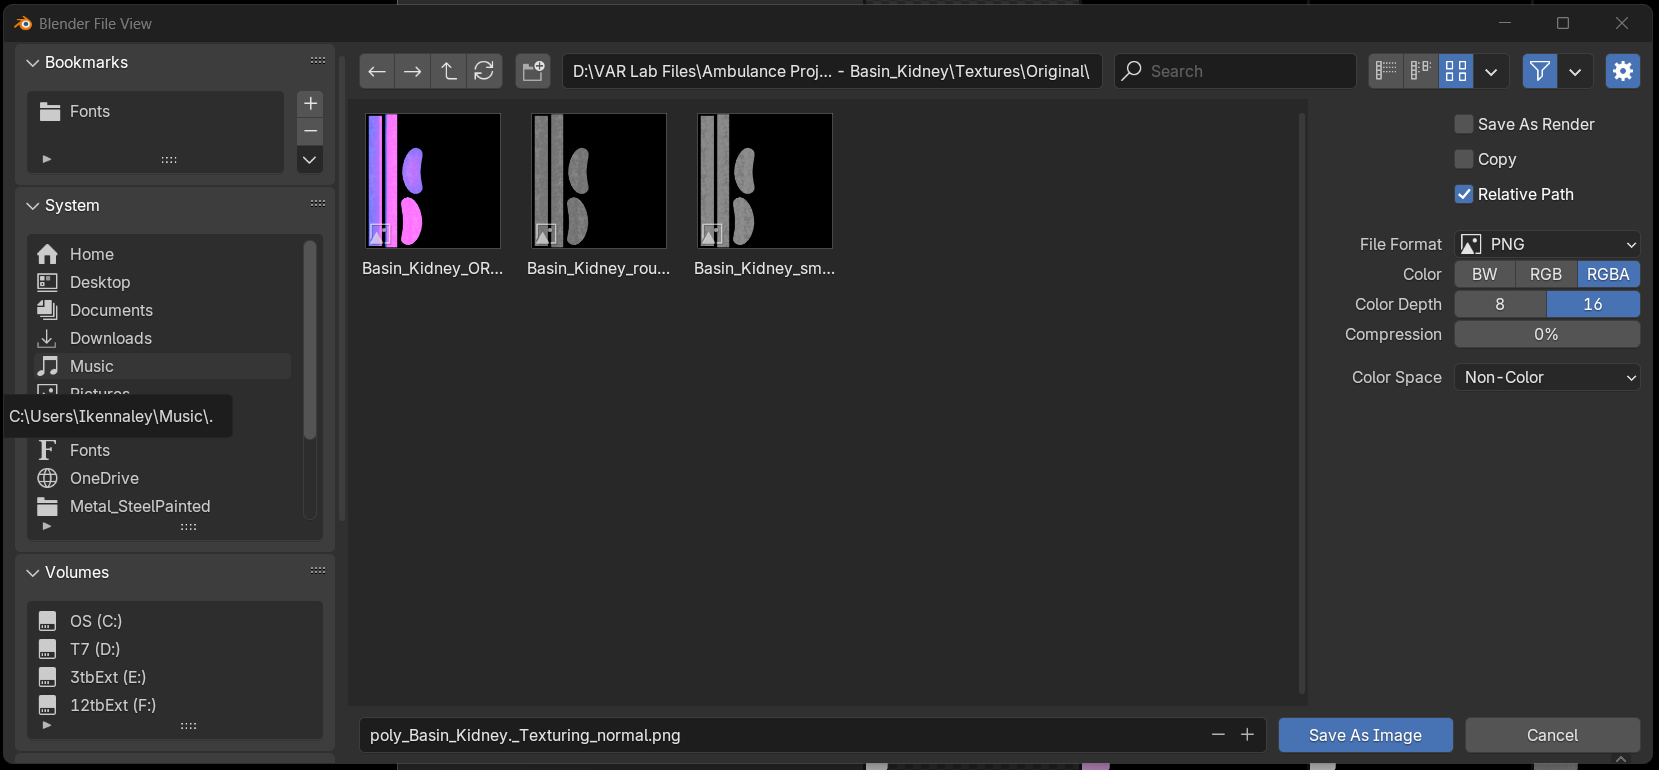 Blender File View
Bookmarks
Fonts
System
Home
Desktop
Documents
Downloads
Music
Pictures
C:\Users\Ikennaley\Music\.
Fonts
OneDrive
Metal_SteelPainted
Volumes
OS (C:)
T7 (D:)
3tbExt (E:)
12tbExt (F:)
D:\VAR Lab Files\Ambulance Proj... - Basin_Kidney\Textures\Original\
Search
Basin_Kidney_OR...
Basin_Kidney_rou...
Basin_Kidney_sm...
Save As Render
Copy
Relative Path
File Format PNG
Color BW RGB RGBA
Color Depth 8 16
Compression 0%
Color Space Non-Color
poly_Basin_Kidney._Texturing_normal.png
Save As Image
Cancel